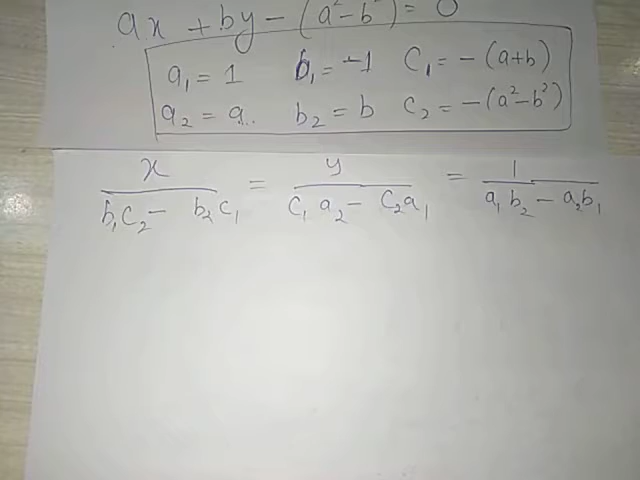 ax + by - (a² - b²) = 0
a₁ = 1 b₁ = -1 c₁ = - (a+b)
a₂ = a.. b₂ = b c₂ = -(a² - b²)
x/(b₁c₂ - b₂c₁) = y/(c₁a₂ - c₂a₁) = 1/(a₁b₂ - a₂b₁)